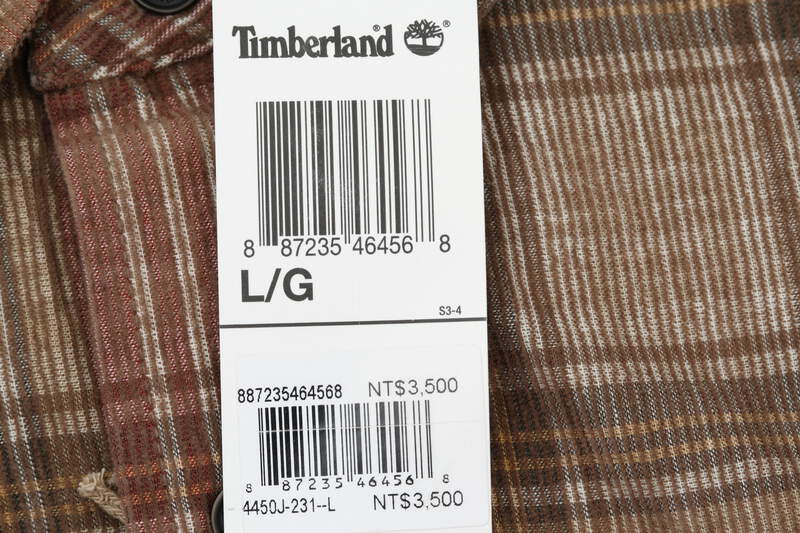 Timberland®
8 87235 46456 8
L/G
S3-4
887235464568 NT$3,500
8 87235 46456 8
4450J-231--L NT$3,500